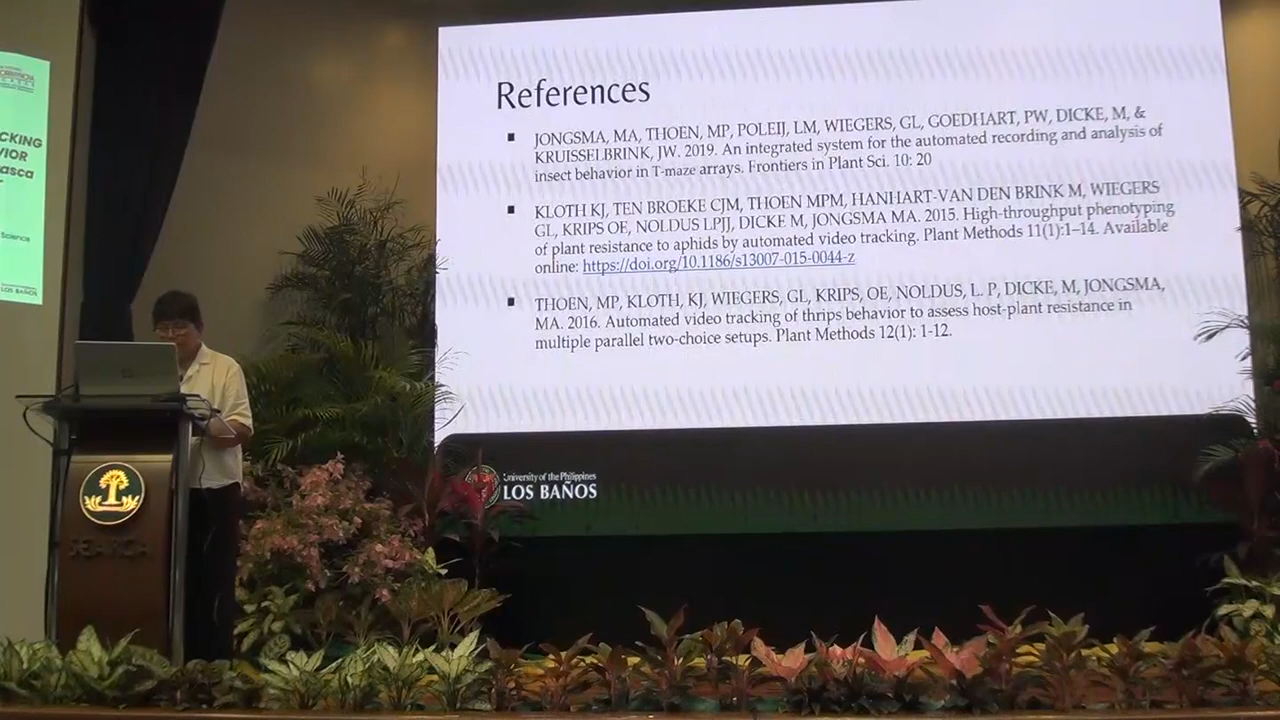 CKING
VIOR
asca
Science
LOS BAÑOS
References
JONGSMA, MA, THOEN, MP, POLEIJ, LM, WIEGERS, GL, GOEDHART, PW, DICKE, M, &
KRUISSELBRINK, JW. 2019. An integrated system for the automated recording and analysis of
insect behavior in T-maze arrays. Frontiers in Plant Sci. 10: 20
KLOTH KJ, TEN BROEKE CJM, THOEN MPM, HANHART-VAN DEN BRINK M, WIEGERS
GL, KRIPS OE, NOLDUS LPJJ, DICKE M, JONGSMA MA. 2015. High-throughput phenotyping
of plant resistance to aphids by automated video tracking. Plant Methods 11(1):1–14. Available
online: https://doi.org/10.1186/s13007-015-0044-z
THOEN, MP, KLOTH, KJ, WIEGERS, GL, KRIPS, OE, NOLDUS, L. P, DICKE, M, JONGSMA,
MA. 2016. Automated video tracking of thrips behavior to assess host-plant resistance in
multiple parallel two-choice setups. Plant Methods 12(1): 1-12.
University of the Philippines
LOS BAÑOS
SEARCA